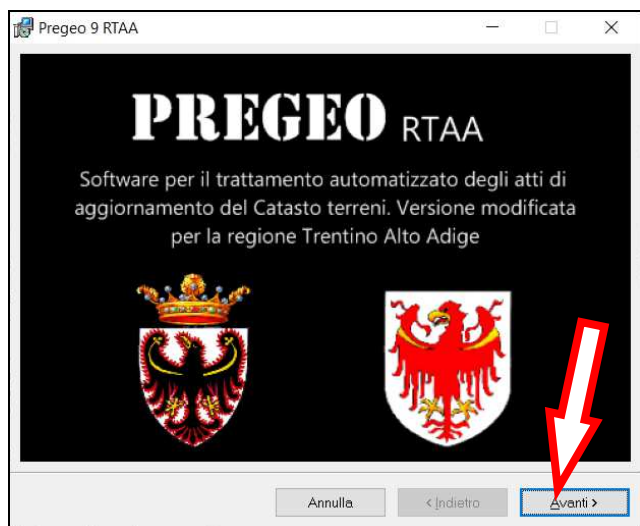 Pregeo 9 RTAA
PREGEO RTAA
Software per il trattamento automatizzato degli atti di
aggiornamento del Catasto terreni. Versione modificata
per la regione Trentino Alto Adige
Annulla
< Indietro
Avanti >